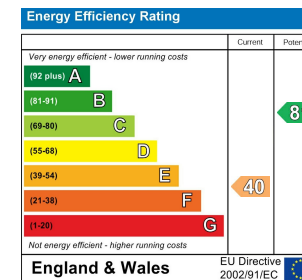 Energy Efficiency Rating
Current Poten
Very energy efficient - lower running costs
(92 plus) A
(81-91) B
8
(69-80) C
(55-68) D
(39-54) E
40
(21-38) F
(1-20) G
Not energy efficient - higher running costs
England & Wales
EU Directive
2002/91/EC